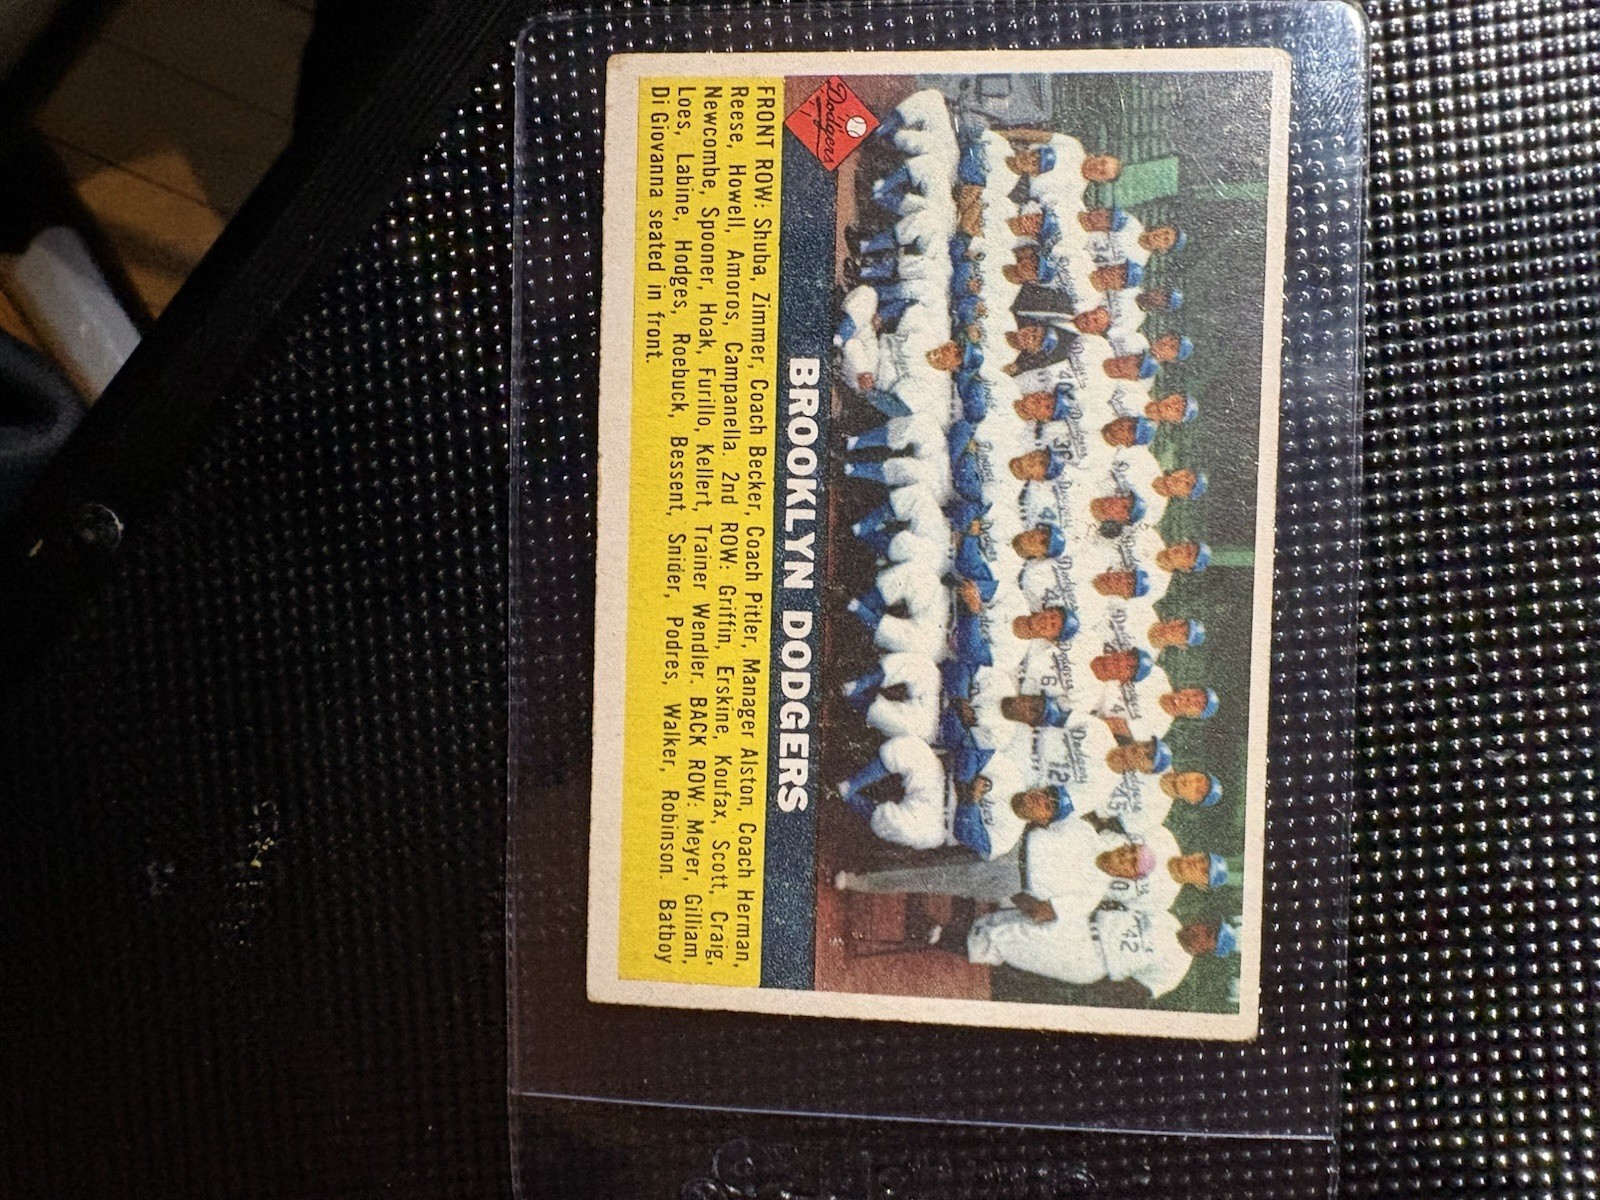 Dodgers
BROOKLYN DODGERS
FRONT ROW: Shuba, Zimmer, Coach Becker, Coach Pitler, Manager Alston, Coach Herman,
Reese, Howell, Amoros, Campanella. 2nd ROW: Griffin, Erskine, Koufax, Scott, Craig,
Newcombe, Spooner, Hoak, Furillo, Kellert, Trainer Wendler. BACK ROW: Meyer, Gilliam,
Loes, Labine, Hodges, Roebuck, Bessent, Snider, Podres, Walker, Robinson. Batboy
Di Giovanna seated in front.